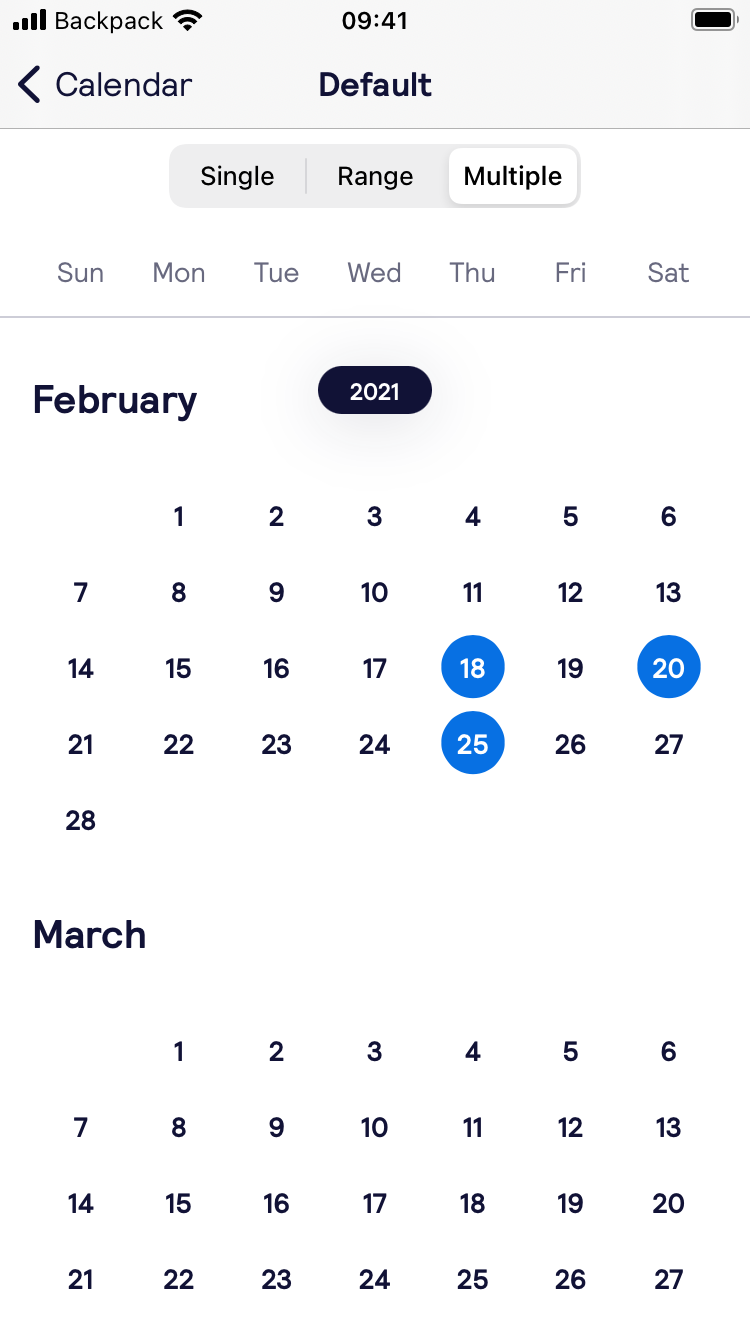 Backpack 09:41
Calendar Default
Single Range Multiple
Sun Mon Tue Wed Thu Fri Sat
February 2021
1 2 3 4 5 6
7 8 9 10 11 12 13
14 15 16 17 18 19 20
21 22 23 24 25 26 27
28
March
1 2 3 4 5 6
7 8 9 10 11 12 13
14 15 16 17 18 19 20
21 22 23 24 25 26 27